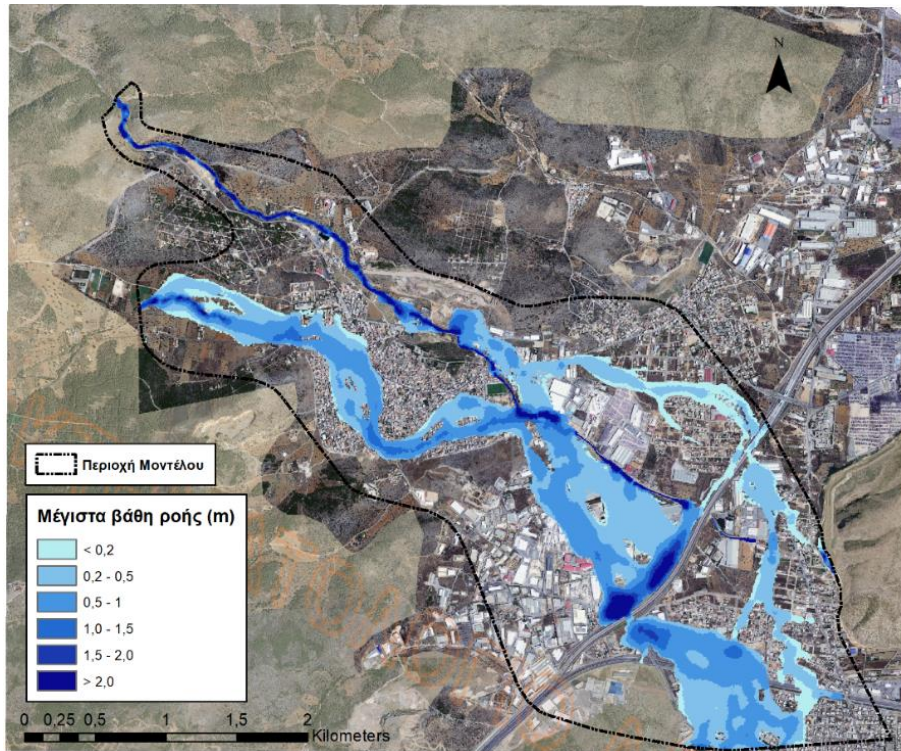 N
Περιοχή Μοντέλου
Μέγιστα βάθη ροής (m)
< 0,2
0,2 - 0,5
0,5 - 1
1,0 - 1,5
1,5 - 2,0
> 2,0
0 0,25 0,5 1 1,5 2
Kilometers